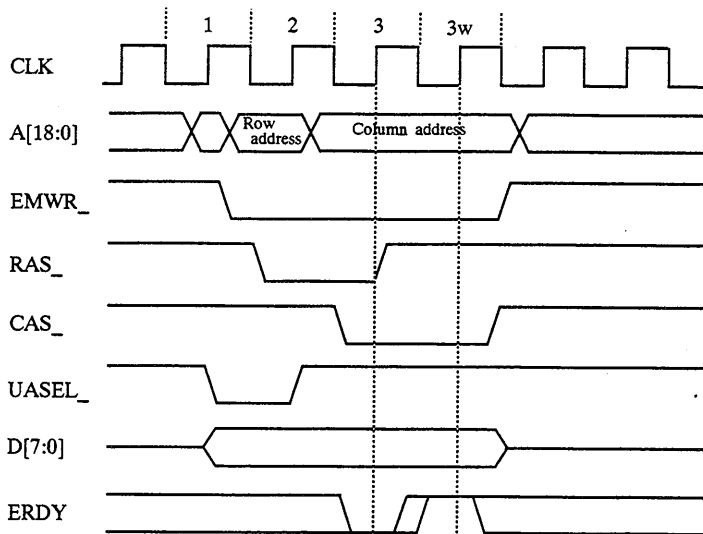 1 2 3 3w
CLK
A[18:0]
Row address
Column address
EMWR_
RAS_
CAS_
UASEL_
D[7:0]
ERDY